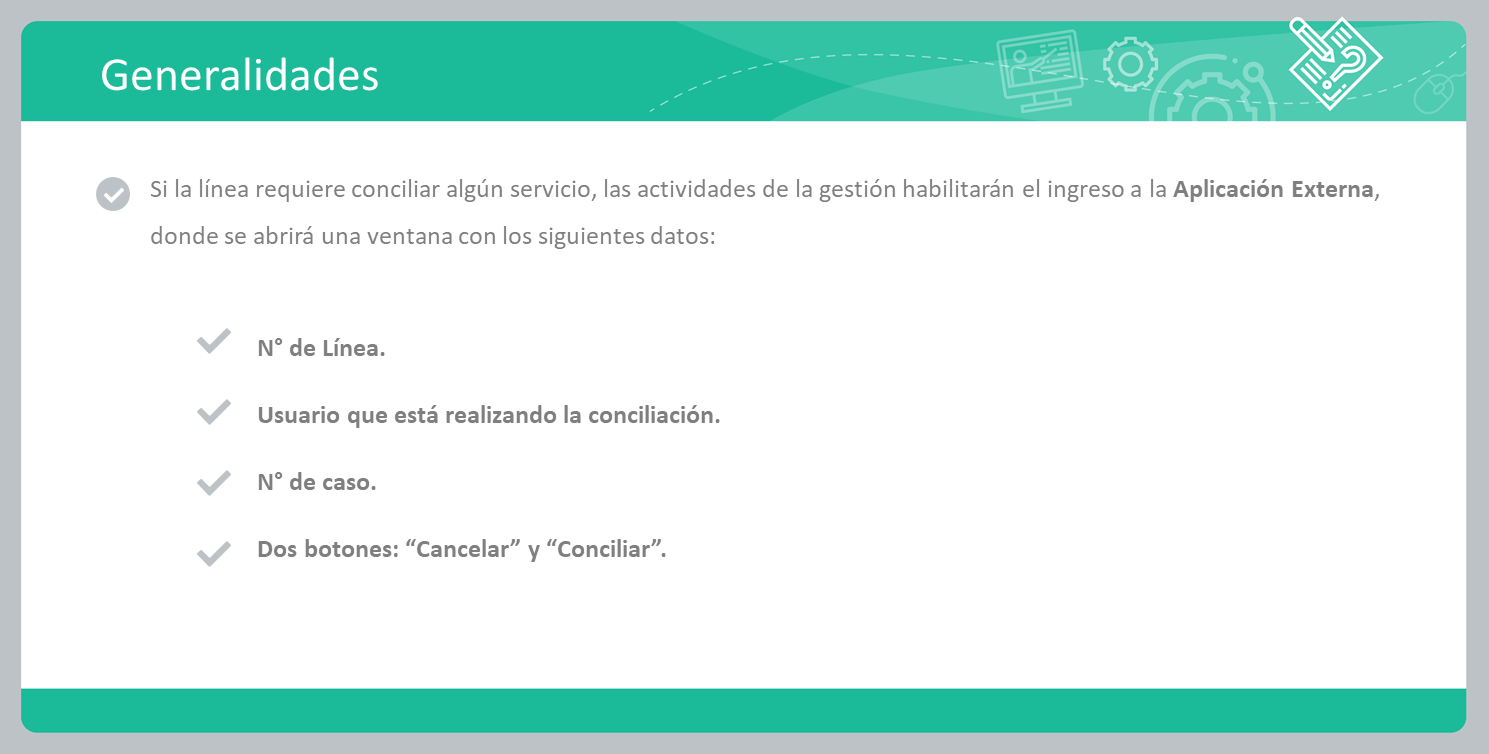 Generalidades
Si la línea requiere conciliar algún servicio, las actividades de la gestión habilitarán el ingreso a la Aplicación Externa,
donde se abrirá una ventana con los siguientes datos:
N° de Línea.
Usuario que está realizando la conciliación.
N° de caso.
Dos botones: “Cancelar” y “Conciliar”.